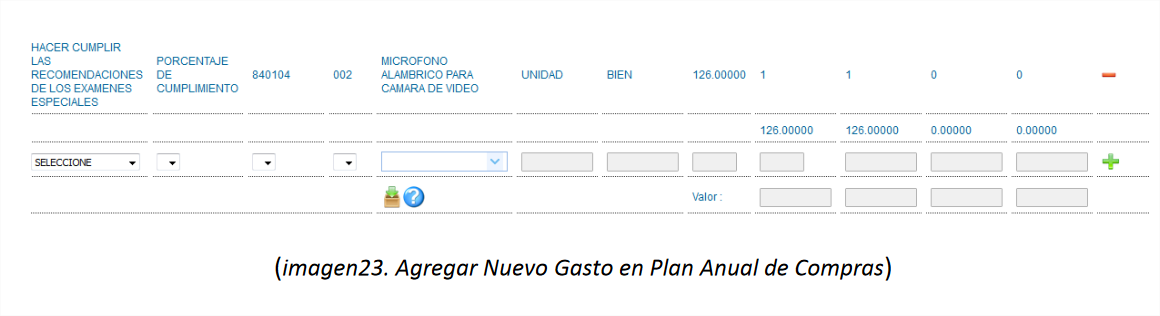 HACER CUMPLIR
LAS
RECOMENDACIONES
DE LOS EXAMENES
ESPECIALES
PORCENTAJE
DE
CUMPLIMIENTO
840104
002
MICROFONO
ALAMBRICO PARA
CAMARA DE VIDEO
UNIDAD
BIEN
126.00000
1
1
0
0
126.00000
126.00000
0.00000
0.00000
SELECCIONE
Valor :
(imagen23. Agregar Nuevo Gasto en Plan Anual de Compras)